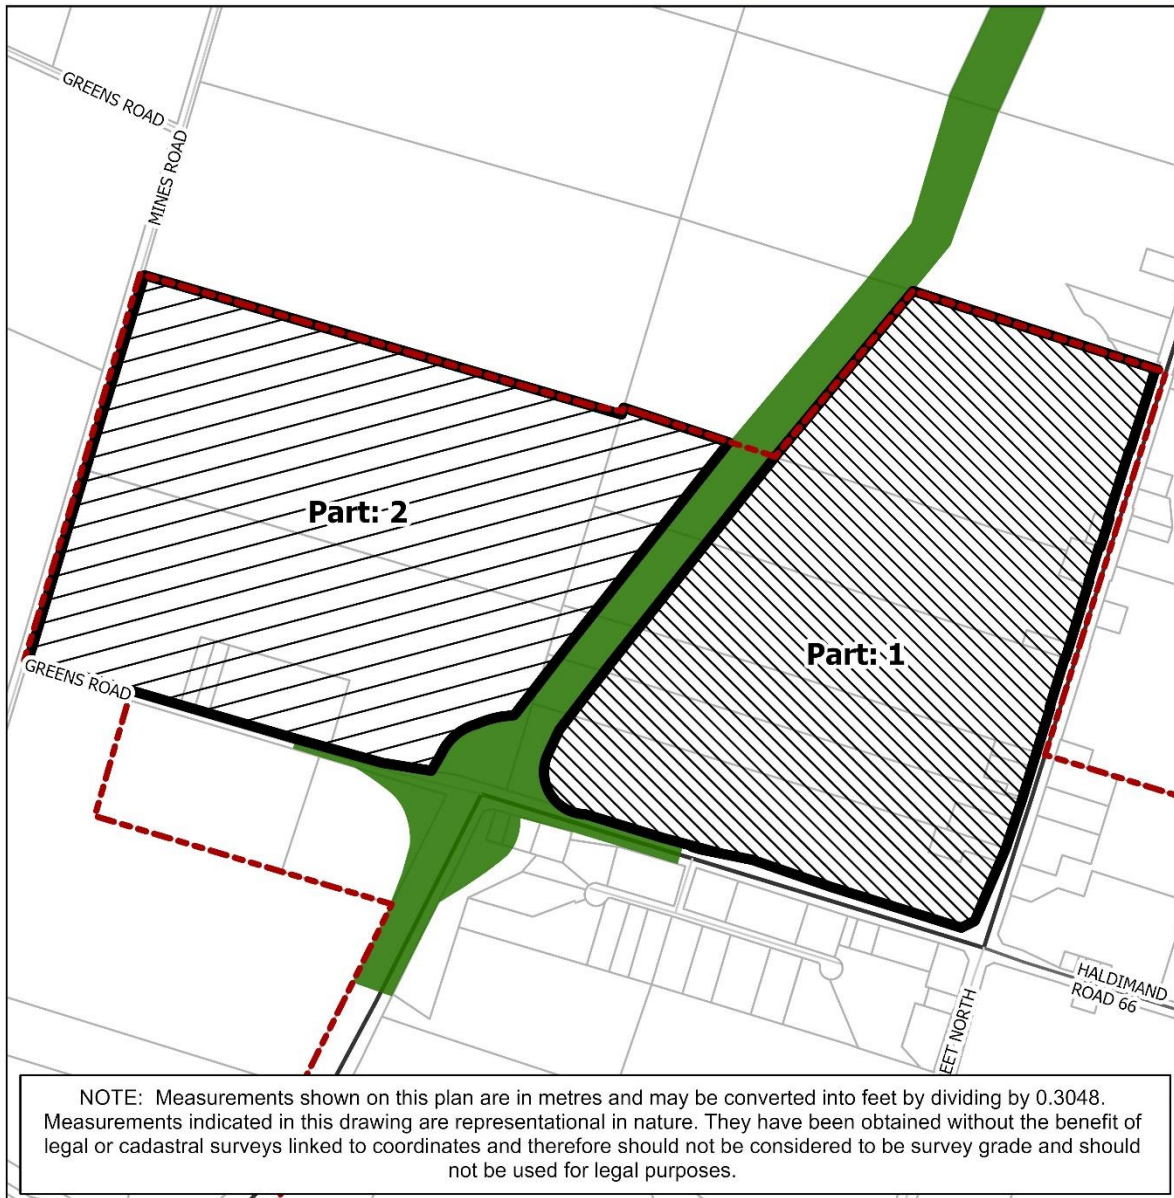 GREENS ROAD
MINES ROAD
Part: 2
Part: 1
GREENS ROAD
HALDIMAND
ROAD 66
EET NORTH
NOTE: Measurements shown on this plan are in metres and may be converted into feet by dividing by 0.3048.
Measurements indicated in this drawing are representational in nature. They have been obtained without the benefit of
legal or cadastral surveys linked to coordinates and therefore should not be considered to be survey grade and should
not be used for legal purposes.